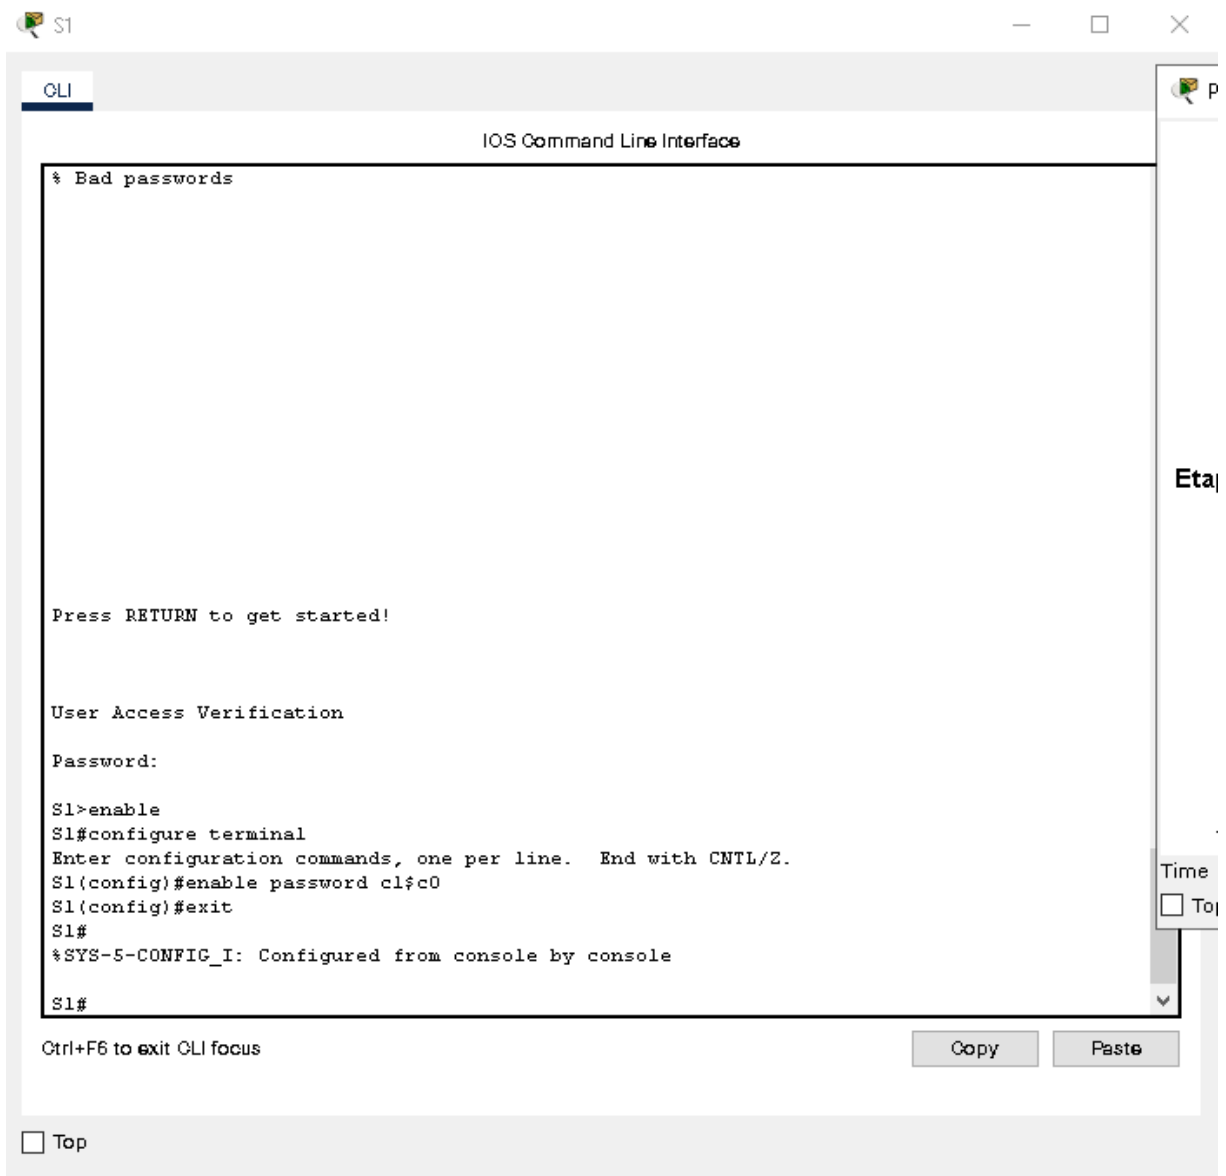 S1
CLI
IOS Command Line Interface
% Bad passwords
Press RETURN to get started!
User Access Verification
Password:
S1>enable
S1#configure terminal
Enter configuration commands, one per line.  End with CNTL/Z.
S1(config)#enable password c1$c0
S1(config)#exit
S1#
%SYS-5-CONFIG_I: Configured from console by console
S1#
Ctrl+F6 to exit CLI focus
Copy
Paste
Top
P
Etap
Time
Top